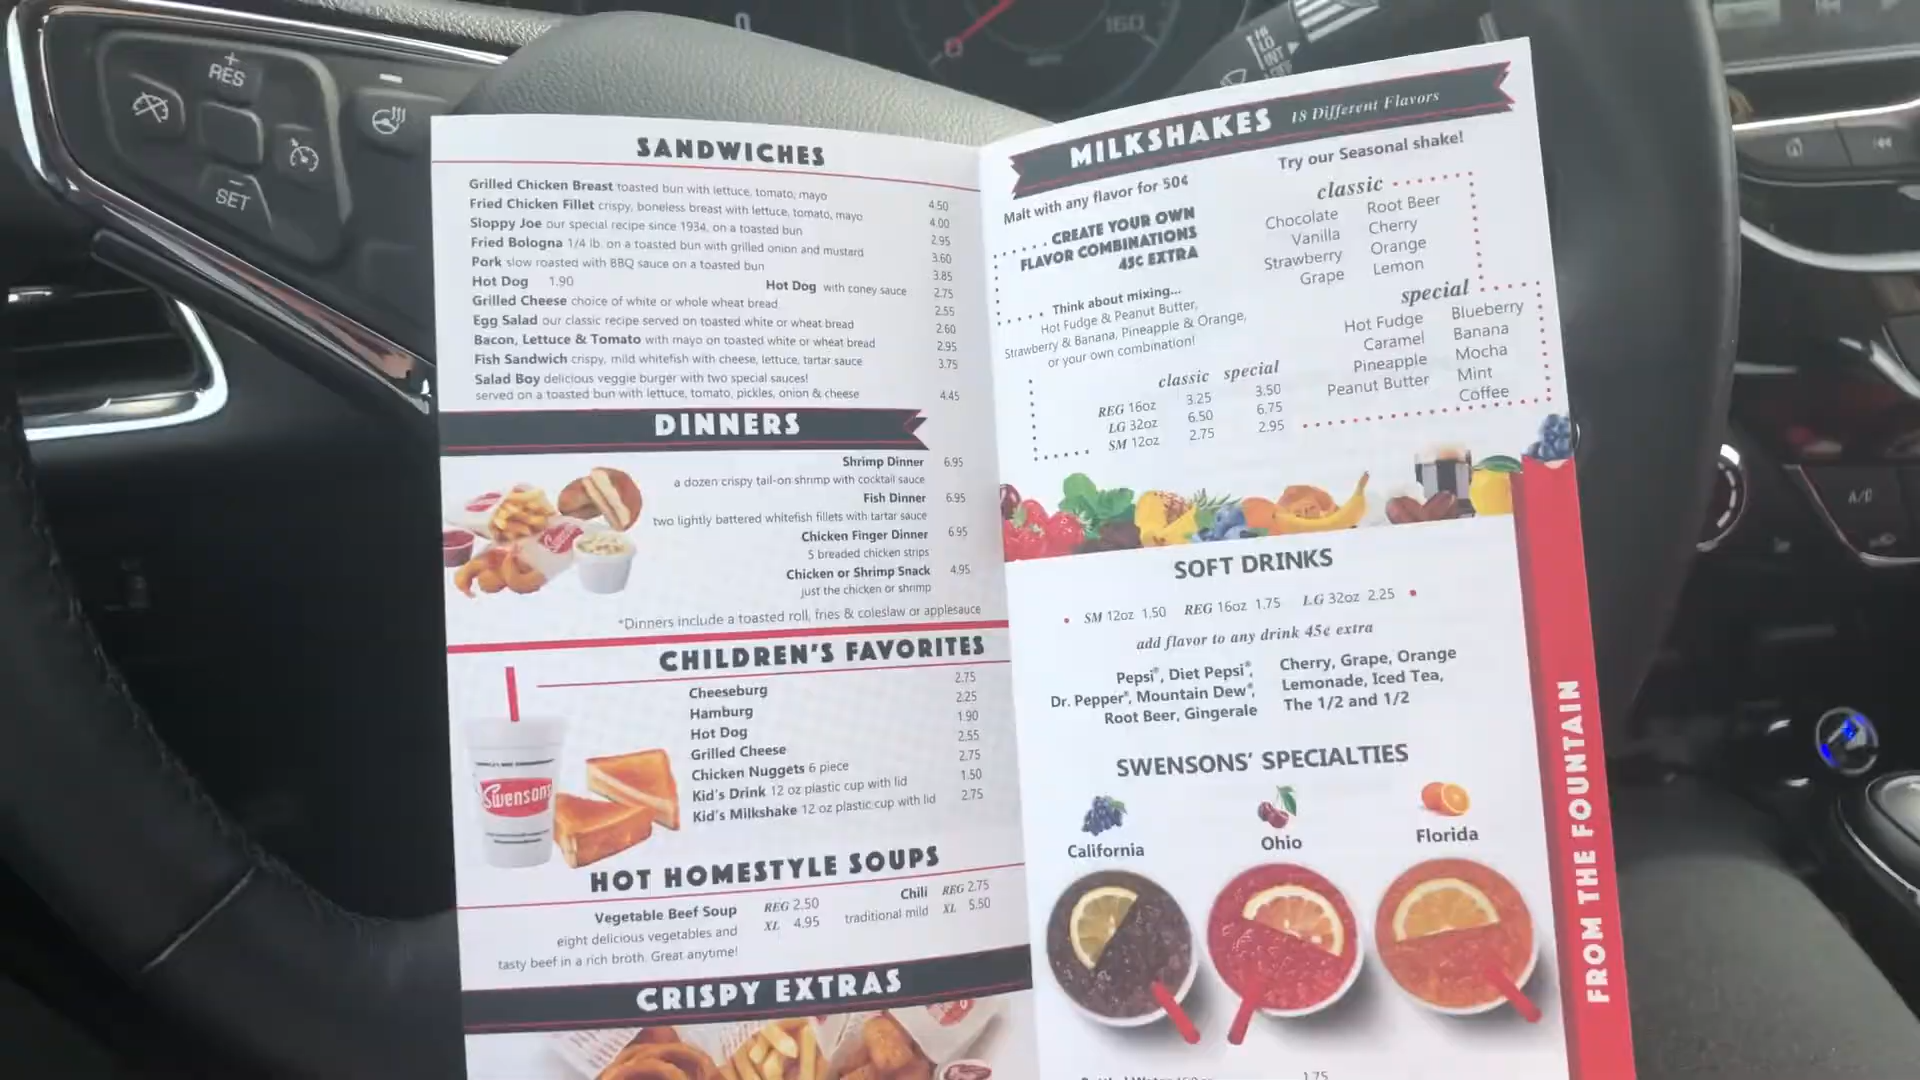 +
RES
SET
160
HI
LO
INT
A/C
SANDWICHES
Grilled Chicken Breast toasted bun with lettuce, tomato, mayo 4.50
Fried Chicken Fillet crispy, boneless breast with lettuce, tomato, mayo 4.00
Sloppy Joe our special recipe since 1934, on a toasted bun 2.95
Fried Bologna 1/4 lb. on a toasted bun with grilled onion and mustard 3.60
Pork slow roasted with BBQ sauce on a toasted bun 3.85
Hot Dog 1.90 Hot Dog with coney sauce 2.75
Grilled Cheese choice of white or whole wheat bread 2.55
Egg Salad our classic recipe served on toasted white or wheat bread 2.60
Bacon, Lettuce & Tomato with mayo on toasted white or wheat bread 2.95
Fish Sandwich crispy, mild whitefish with cheese, lettuce, tartar sauce 3.75
Salad Boy delicious veggie burger with two special sauces!
served on a toasted bun with lettuce, tomato, pickles, onion & cheese 4.45
DINNERS
Shrimp Dinner 6.95
a dozen crispy tail-on shrimp with cocktail sauce
Fish Dinner 6.95
two lightly battered whitefish fillets with tartar sauce
Chicken Finger Dinner 6.95
5 breaded chicken strips
Chicken or Shrimp Snack 4.95
just the chicken or shrimp
*Dinners include a toasted roll, fries & coleslaw or applesauce
CHILDREN'S FAVORITES
Cheeseburg 2.75
Hamburg 2.25
Hot Dog 1.90
Grilled Cheese 2.55
Chicken Nuggets 6 piece 2.75
Kid's Drink 12 oz plastic cup with lid 1.50
Kid's Milkshake 12 oz plastic cup with lid 2.75
Swensons
HOT HOMESTYLE SOUPS
Vegetable Beef Soup REG 2.50
XL 4.95
eight delicious vegetables and
tasty beef in a rich broth. Great anytime!
Chili REG 2.75
traditional mild XL 5.50
CRISPY EXTRAS
MILKSHAKES 18 Different Flavors
Malt with any flavor for 50¢
Try our Seasonal shake!
CREATE YOUR OWN
FLAVOR COMBINATIONS
45¢ EXTRA
Think about mixing...
Hot Fudge & Peanut Butter,
Strawberry & Banana, Pineapple & Orange,
or your own combination!
classic
Chocolate Root Beer
Vanilla Cherry
Strawberry Orange
Grape Lemon
special
Hot Fudge Blueberry
Caramel Banana
Pineapple Mocha
Peanut Butter Mint
Coffee
classic special
REG 16oz 3.25 3.50
LG 32oz 6.50 6.75
SM 12oz 2.75 2.95
SOFT DRINKS
• SM 12oz 1.50 REG 16oz 1.75 LG 32oz 2.25 •
add flavor to any drink 45¢ extra
Pepsi®, Diet Pepsi®,
Dr. Pepper®, Mountain Dew®,
Root Beer, Gingerale
Cherry, Grape, Orange
Lemonade, Iced Tea,
The 1/2 and 1/2
SWENSONS' SPECIALTIES
California
Ohio
Florida
1.75
FROM THE FOUNTAIN